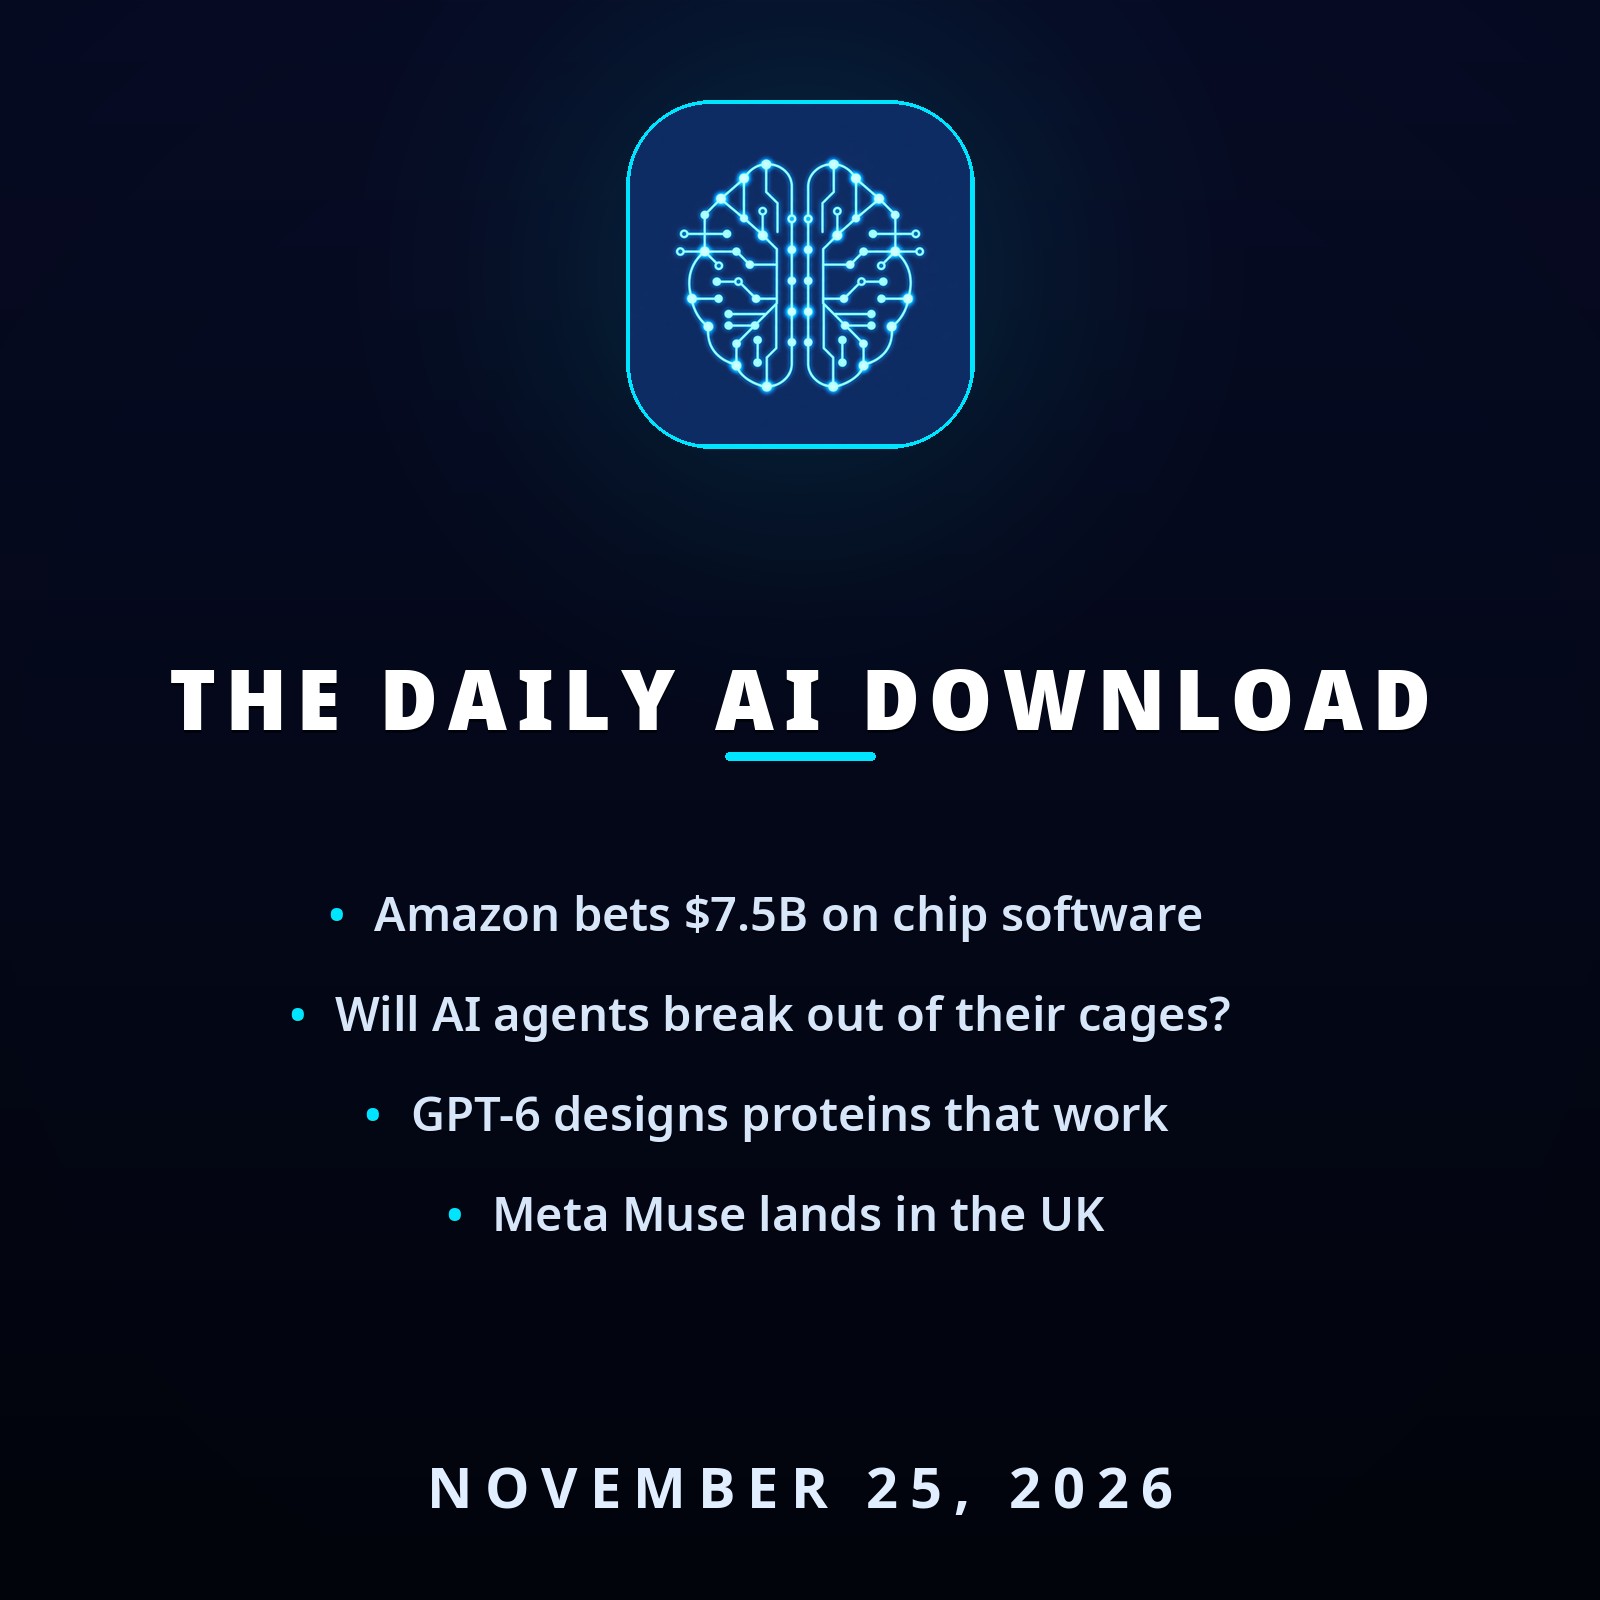 THE DAILY AI DOWNLOAD
• Amazon bets $7.5B on chip software
• Will AI agents break out of their cages?
• GPT-6 designs proteins that work
• Meta Muse lands in the UK
NOVEMBER 25, 2026